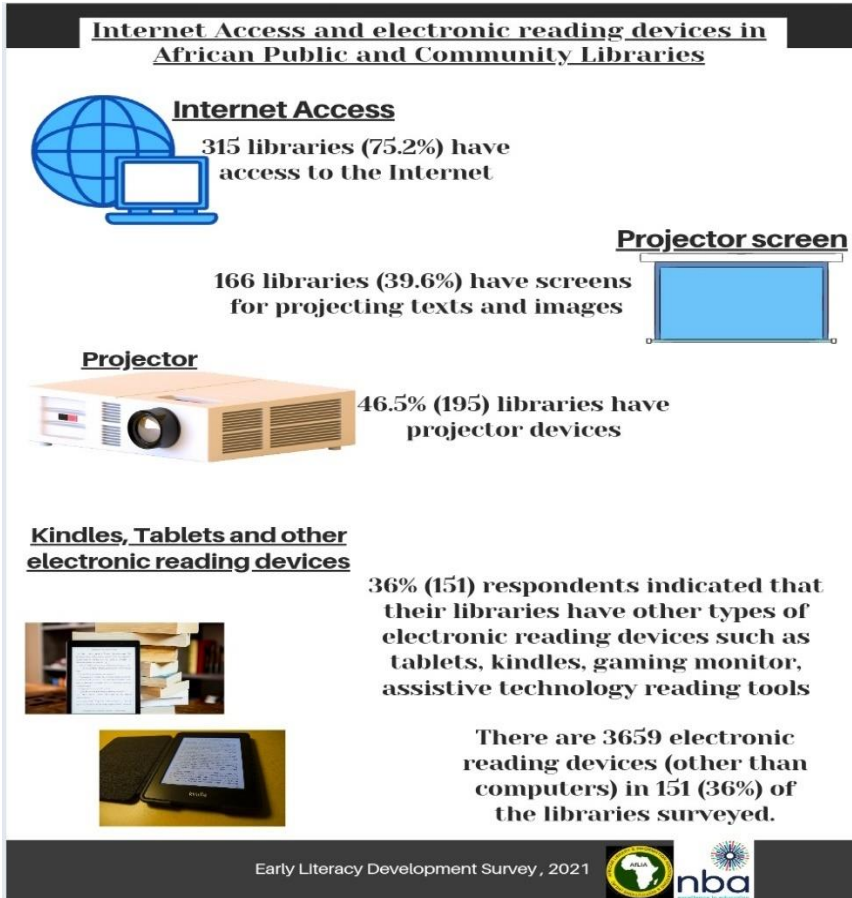 Internet Access and electronic reading devices in
African Public and Community Libraries
Internet Access
315 libraries (75.2%) have
access to the Internet
Projector screen
166 libraries (39.6%) have screens
for projecting texts and images
Projector
46.5% (195) libraries have
projector devices
Kindles, Tablets and other
electronic reading devices
36% (151) respondents indicated that
their libraries have other types of
electronic reading devices such as
tablets, kindles, gaming monitor,
assistive technology reading tools
There are 3659 electronic
reading devices (other than
computers) in 151 (36%) of
the libraries surveyed.
Early Literacy Development Survey , 2021
AfLIA
nba